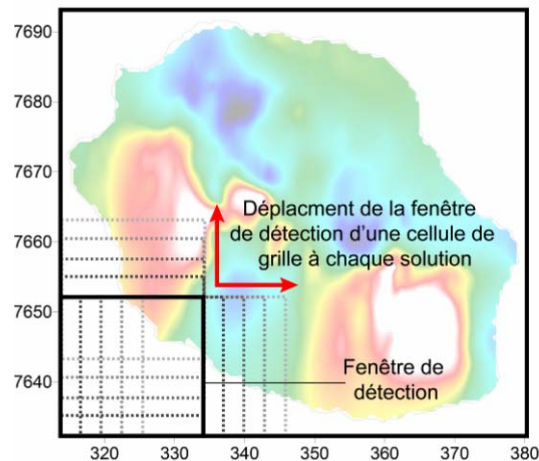 7690
7680
7670
7660
7650
7640
Déplacment de la fenêtre
de détection d'une cellule de
grille à chaque solution
Fenêtre de
détection
320 330 340 350 360 370 380